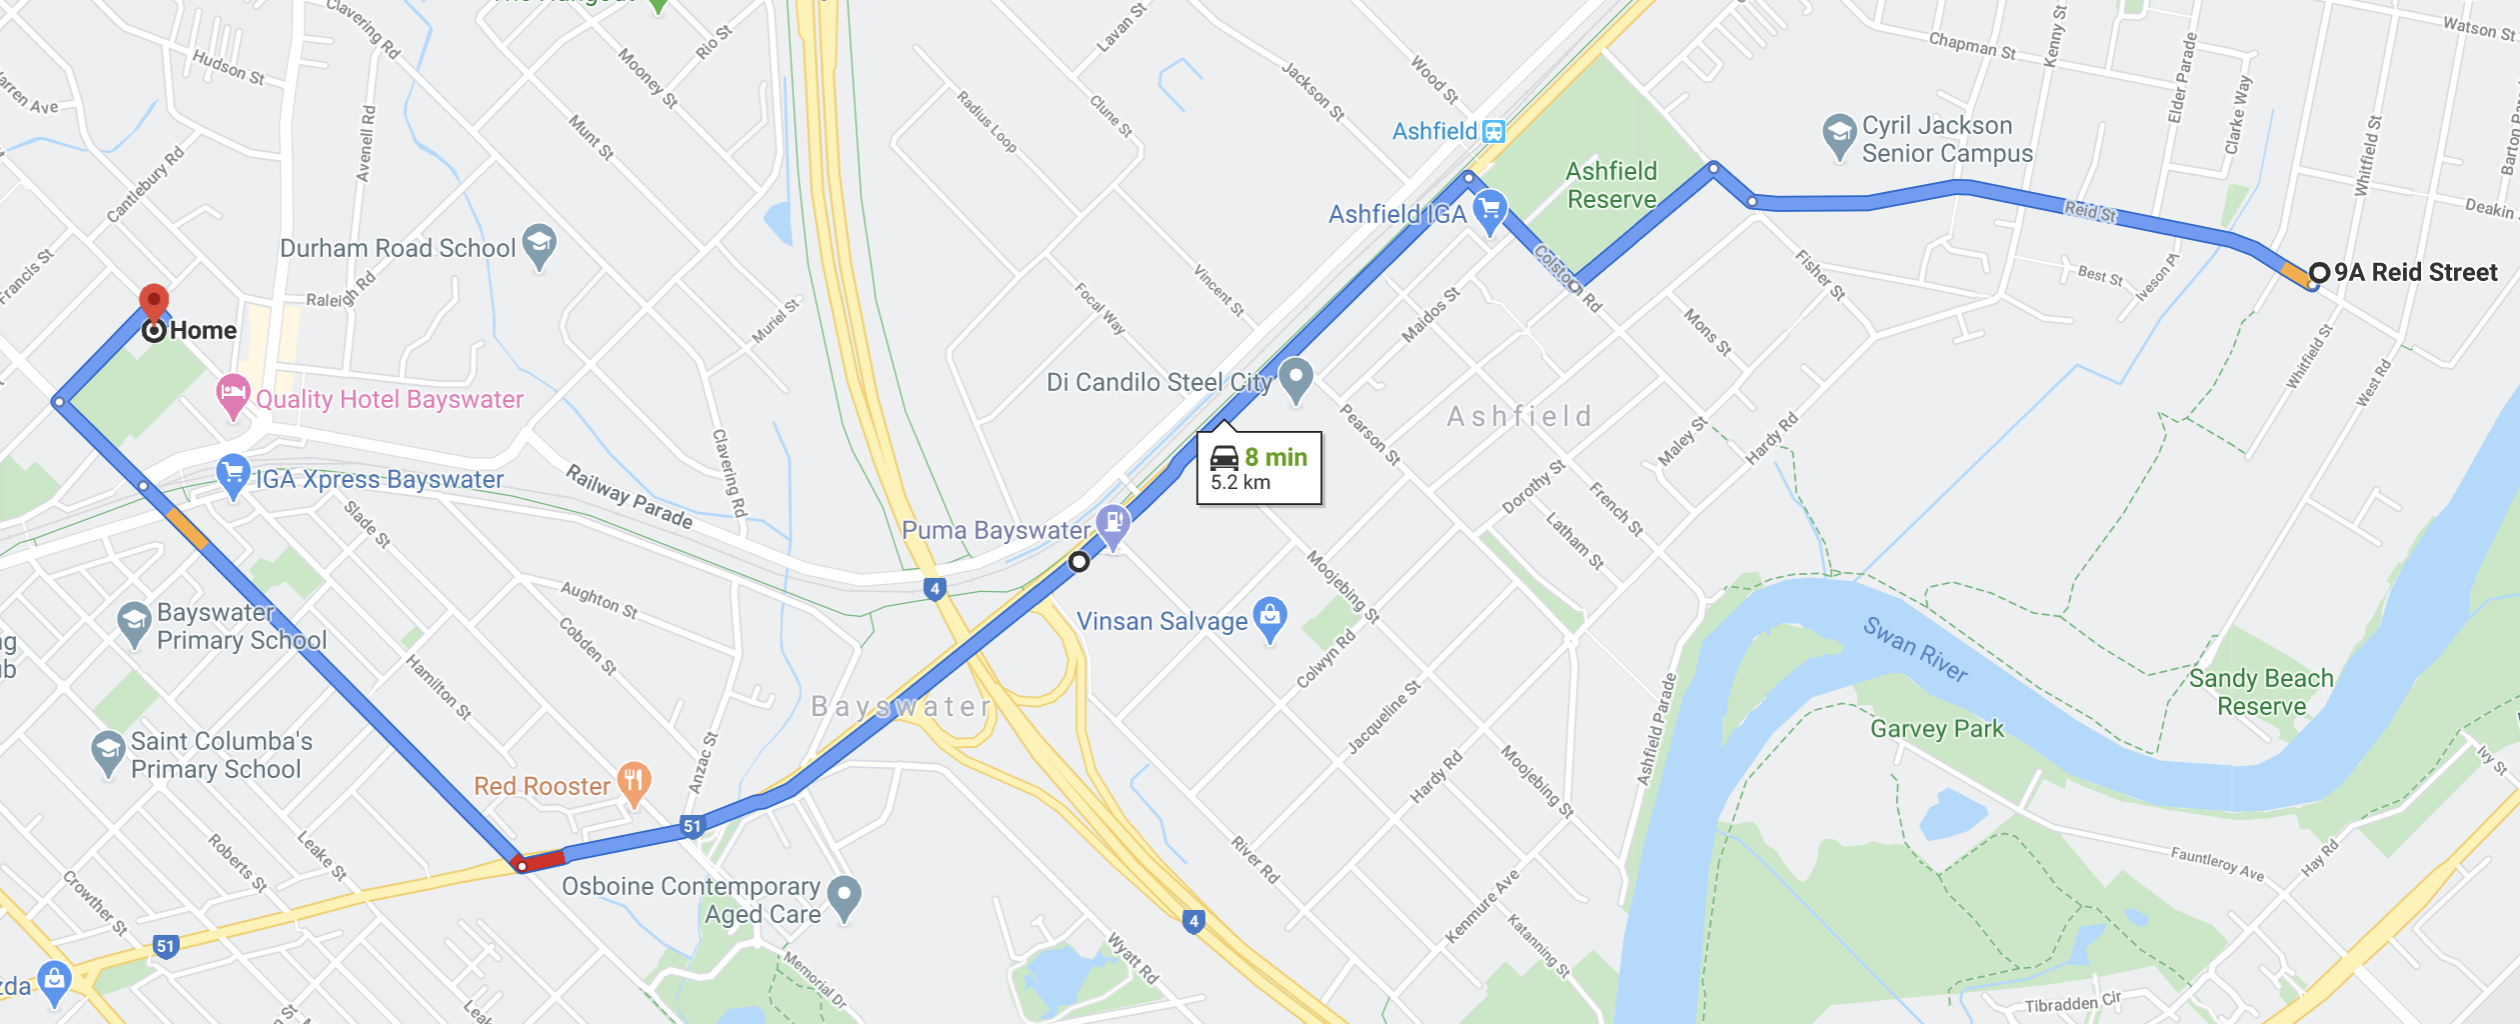 Clavering Rd
Rio St
Lavan St
Kenny St
Watson St
Hudson St
Mooney St
Jackson St
Wood St
Chapman St
Elder Parade
Clarke Way
Whitfield St
Avenell Rd
Munt St
Radius Loop
Clune St
Ashfield
Cyril Jackson
Senior Campus
Cantlebury Rd
Ashfield
Reserve
Deakin
Ashfield IGA
Reid St
Durham Road School
Francis St
Raleigh Rd
Colston Rd
Fisher St
Best St
Iveson Pl
9A Reid Street
Vincent St
Focal Way
Maidos St
Mons St
Home
Muriel St
Whitfield St
West Rd
Di Candilo Steel City
Quality Hotel Bayswater
Ashfield
Pearson St
Maley St
Hardy Rd
8 min
5.2 km
IGA Xpress Bayswater
Railway Parade
Clavering Rd
Slade St
Puma Bayswater
Dorothy St
French St
Latham St
4
Moojebing St
Aughton St
Cobden St
Bayswater
Primary School
Vinsan Salvage
Colwyn Rd
Swan River
Hamilton St
Bayswater
Jacqueline St
Ashfield Parade
Sandy Beach
Reserve
Garvey Park
Saint Columba's
Primary School
Anzac St
Red Rooster
Hardy Rd
Moojebing St
Ivy St
51
Roberts St
Leake St
River Rd
Fauntleroy Ave
Hay Rd
Crowther St
Osboine Contemporary
Aged Care
Kenmure Ave
Katanning St
4
51
Wyatt Rd
Memorial Dr
Tibradden Cir